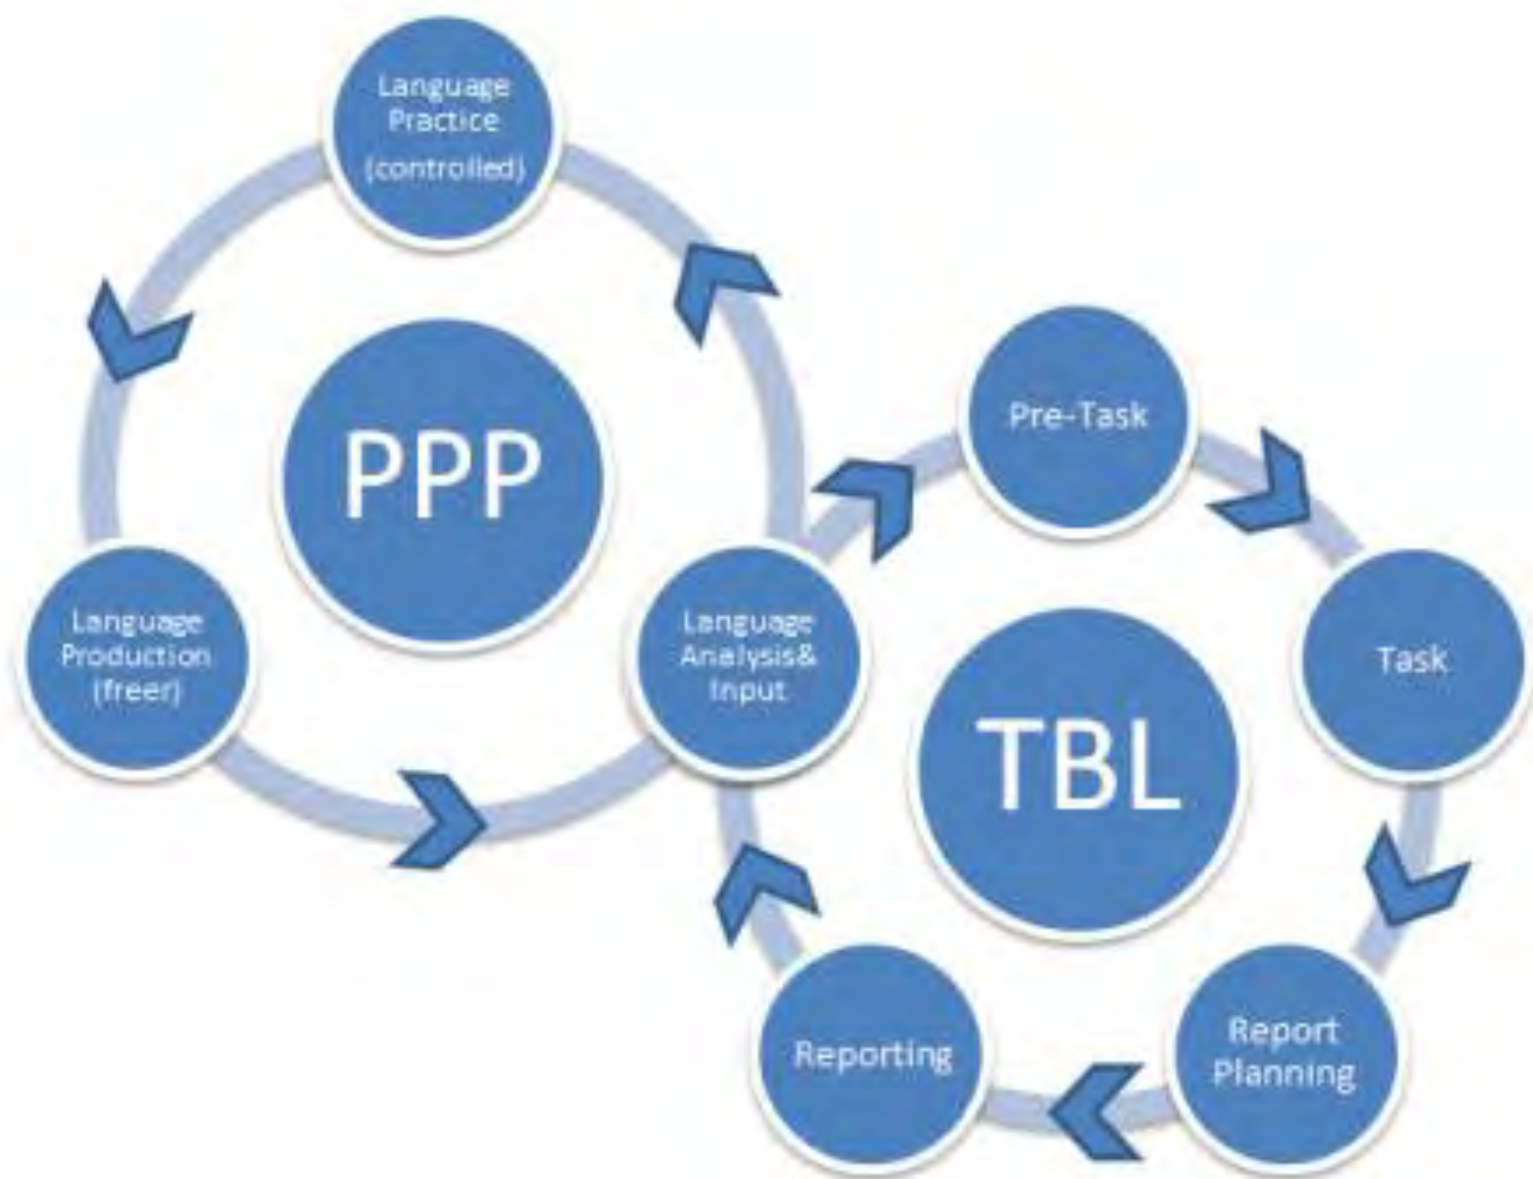 Language
Practice
(controlled)
PPP
Language
Production
(freer)
Language
Analysis&
Input
Pre-Task
Task
TBL
Report
Planning
Reporting